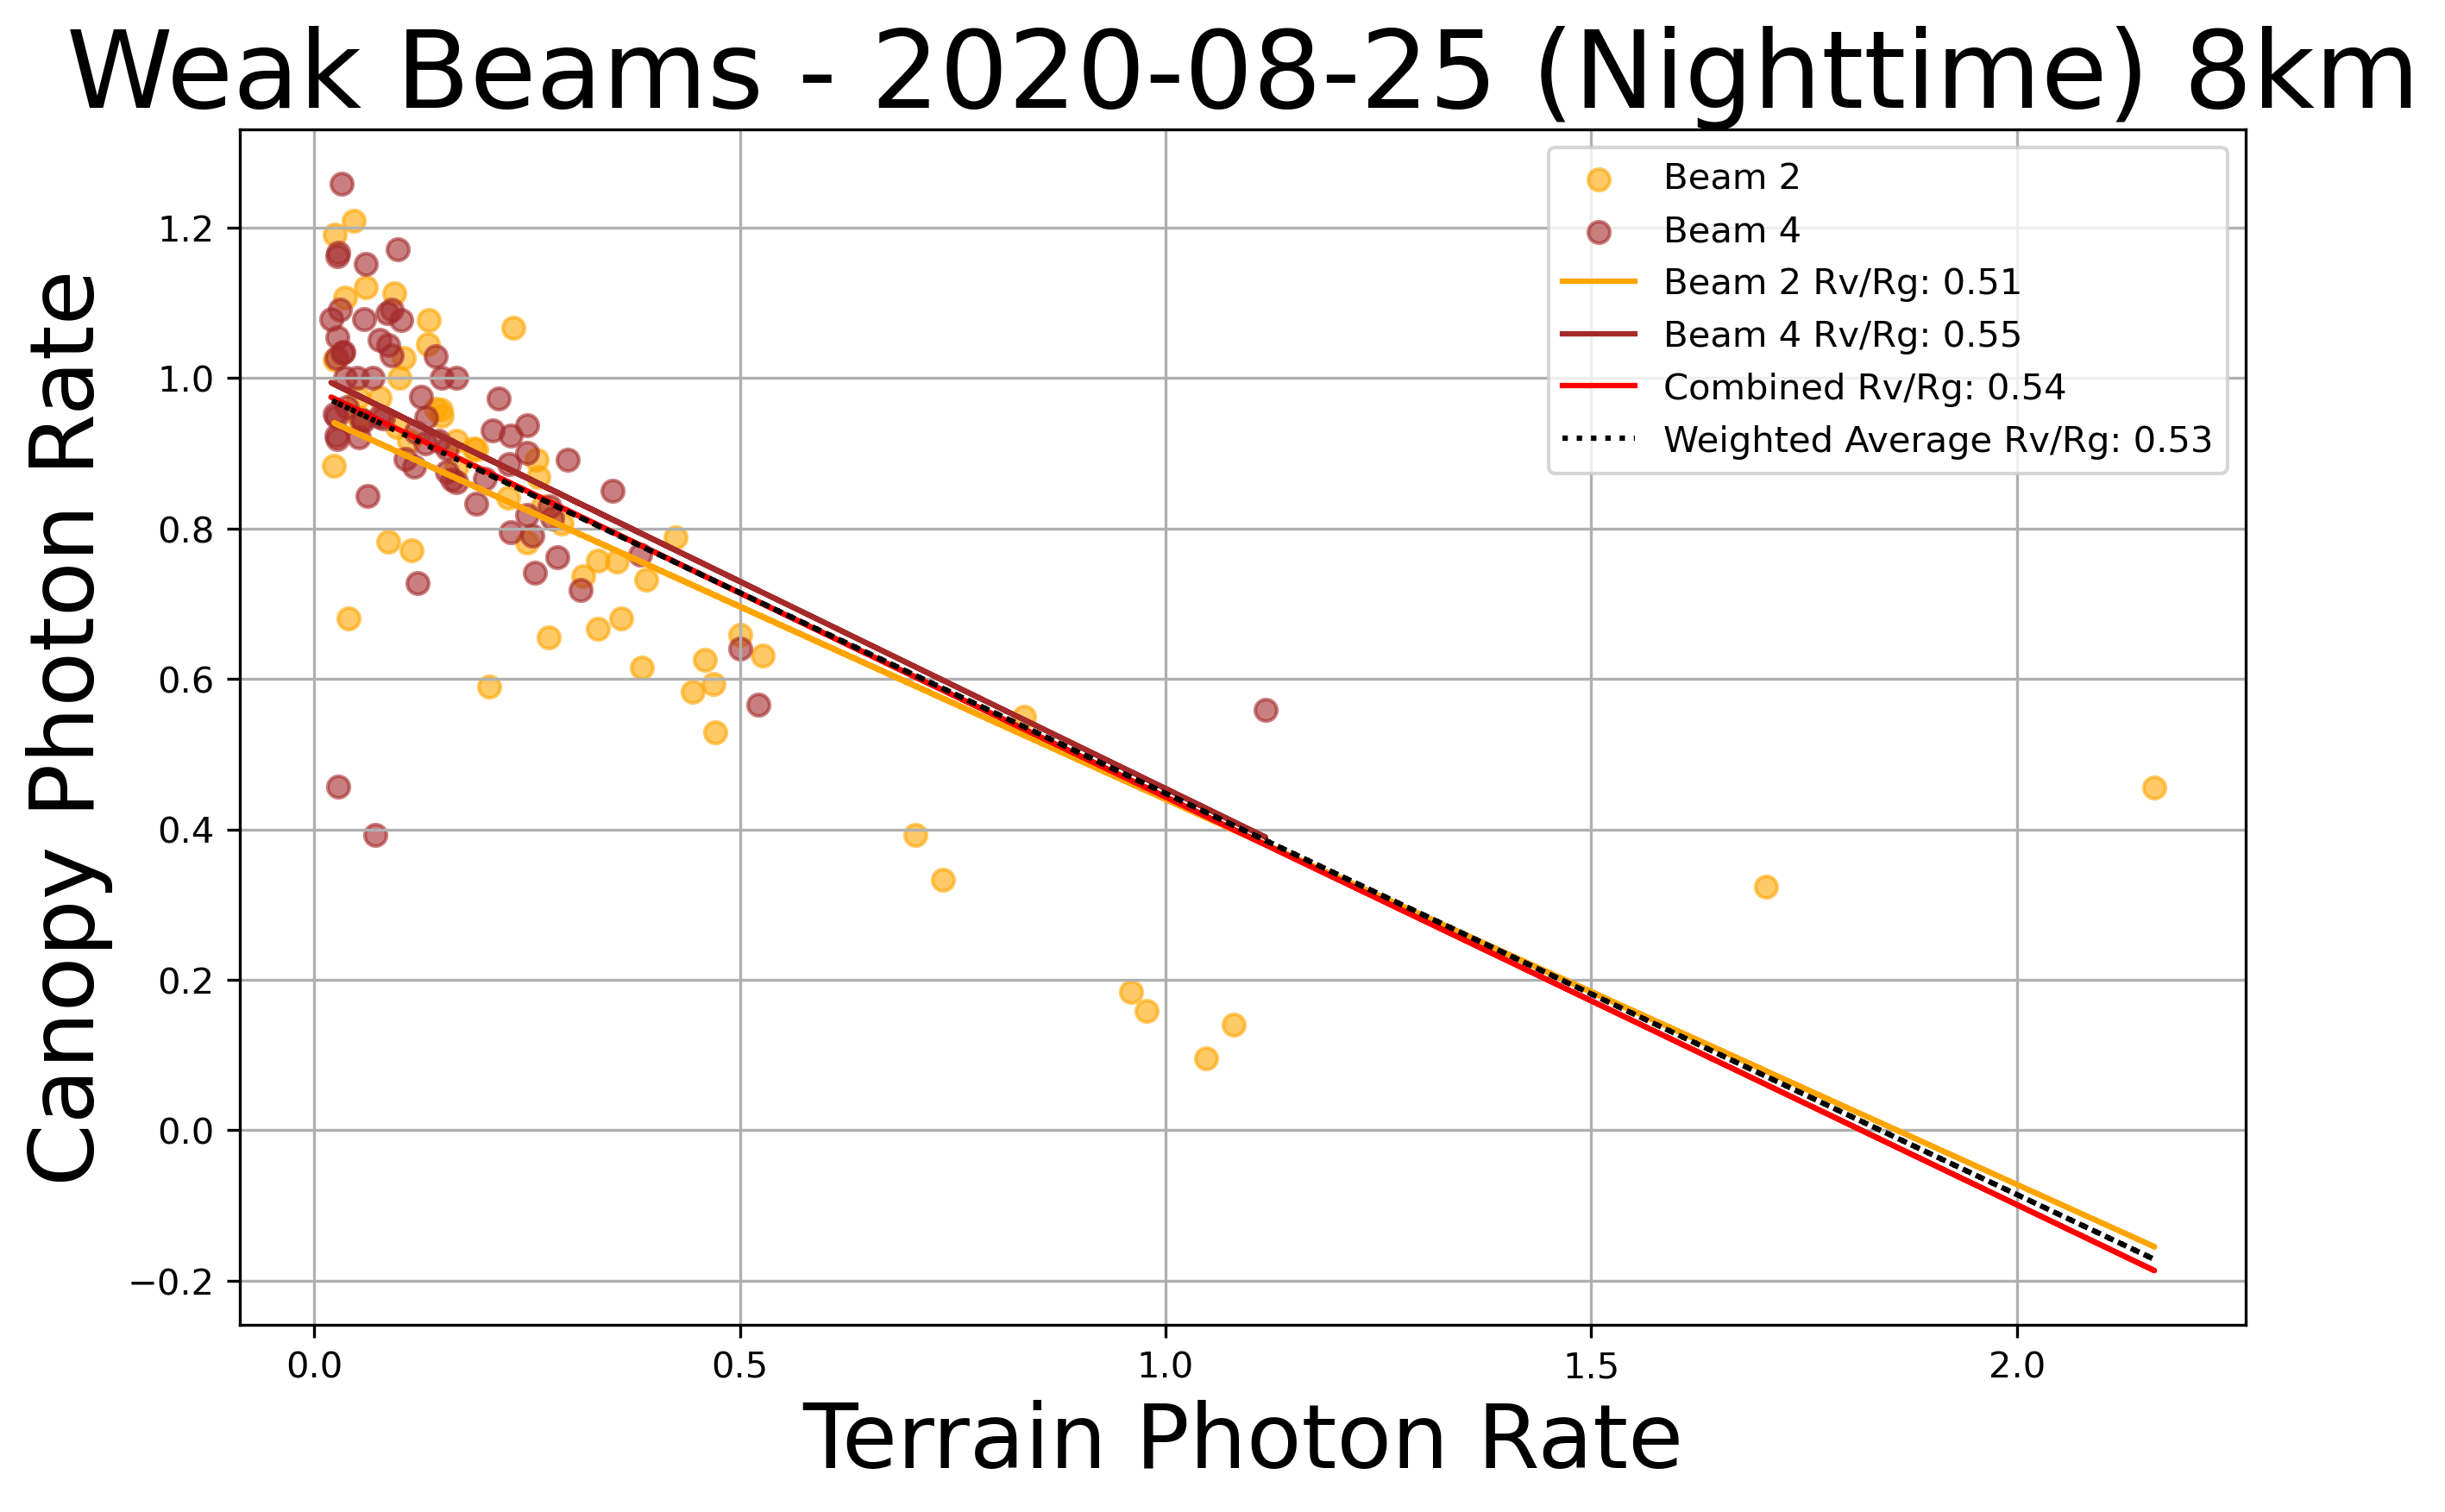 Weak Beams - 2020-08-25 (Nighttime) 8km
Canopy Photon Rate
1.2
1.0
0.8
0.6
0.4
0.2
0.0
−0.2
Beam 2
Beam 4
Beam 2 Rv/Rg: 0.51
Beam 4 Rv/Rg: 0.55
Combined Rv/Rg: 0.54
Weighted Average Rv/Rg: 0.53
0.0 0.5 1.0 1.5 2.0
Terrain Photon Rate